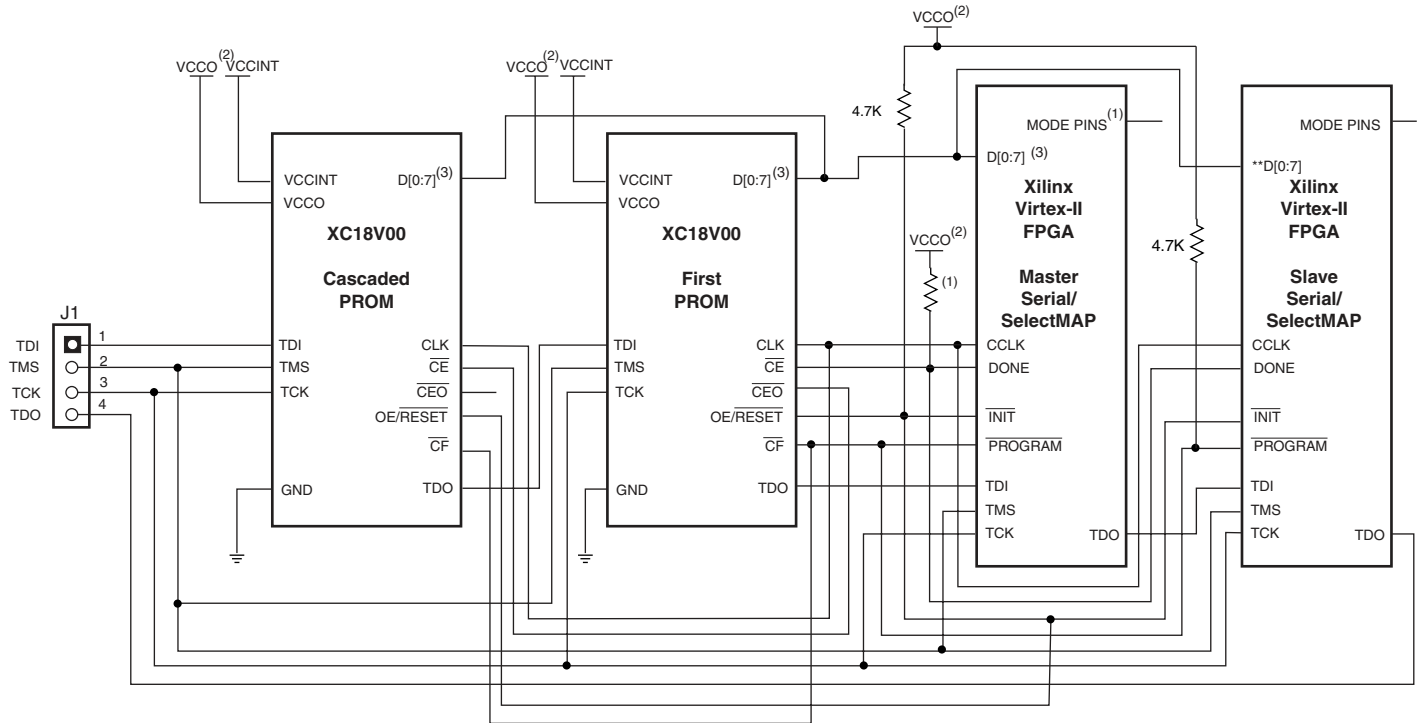 VCCO(2)
VCCO(2) VCCINT
VCCO(2) VCCINT
4.7K
MODE PINS(1)
MODE PINS
VCCINT
D[0:7](3)
VCCINT
D[0:7](3)
D[0:7] (3)
**D[0:7]
VCCO
VCCO
XC18V00
Cascaded
PROM
XC18V00
First
PROM
Xilinx
Virtex-II
FPGA
Master
Serial/
SelectMAP
Xilinx
Virtex-II
FPGA
Slave
Serial/
SelectMAP
VCCO(2)
(1)
4.7K
J1
TDI
1
TMS
2
TCK
3
TDO
4
TDI
TMS
TCK
GND
CLK
CE
CEO
OE/RESET
CF
TDO
TDI
TMS
TCK
GND
CLK
CE
CEO
OE/RESET
CF
TDO
CCLK
DONE
INIT
PROGRAM
TDI
TMS
TCK
TDO
CCLK
DONE
INIT
PROGRAM
TDI
TMS
TCK
TDO